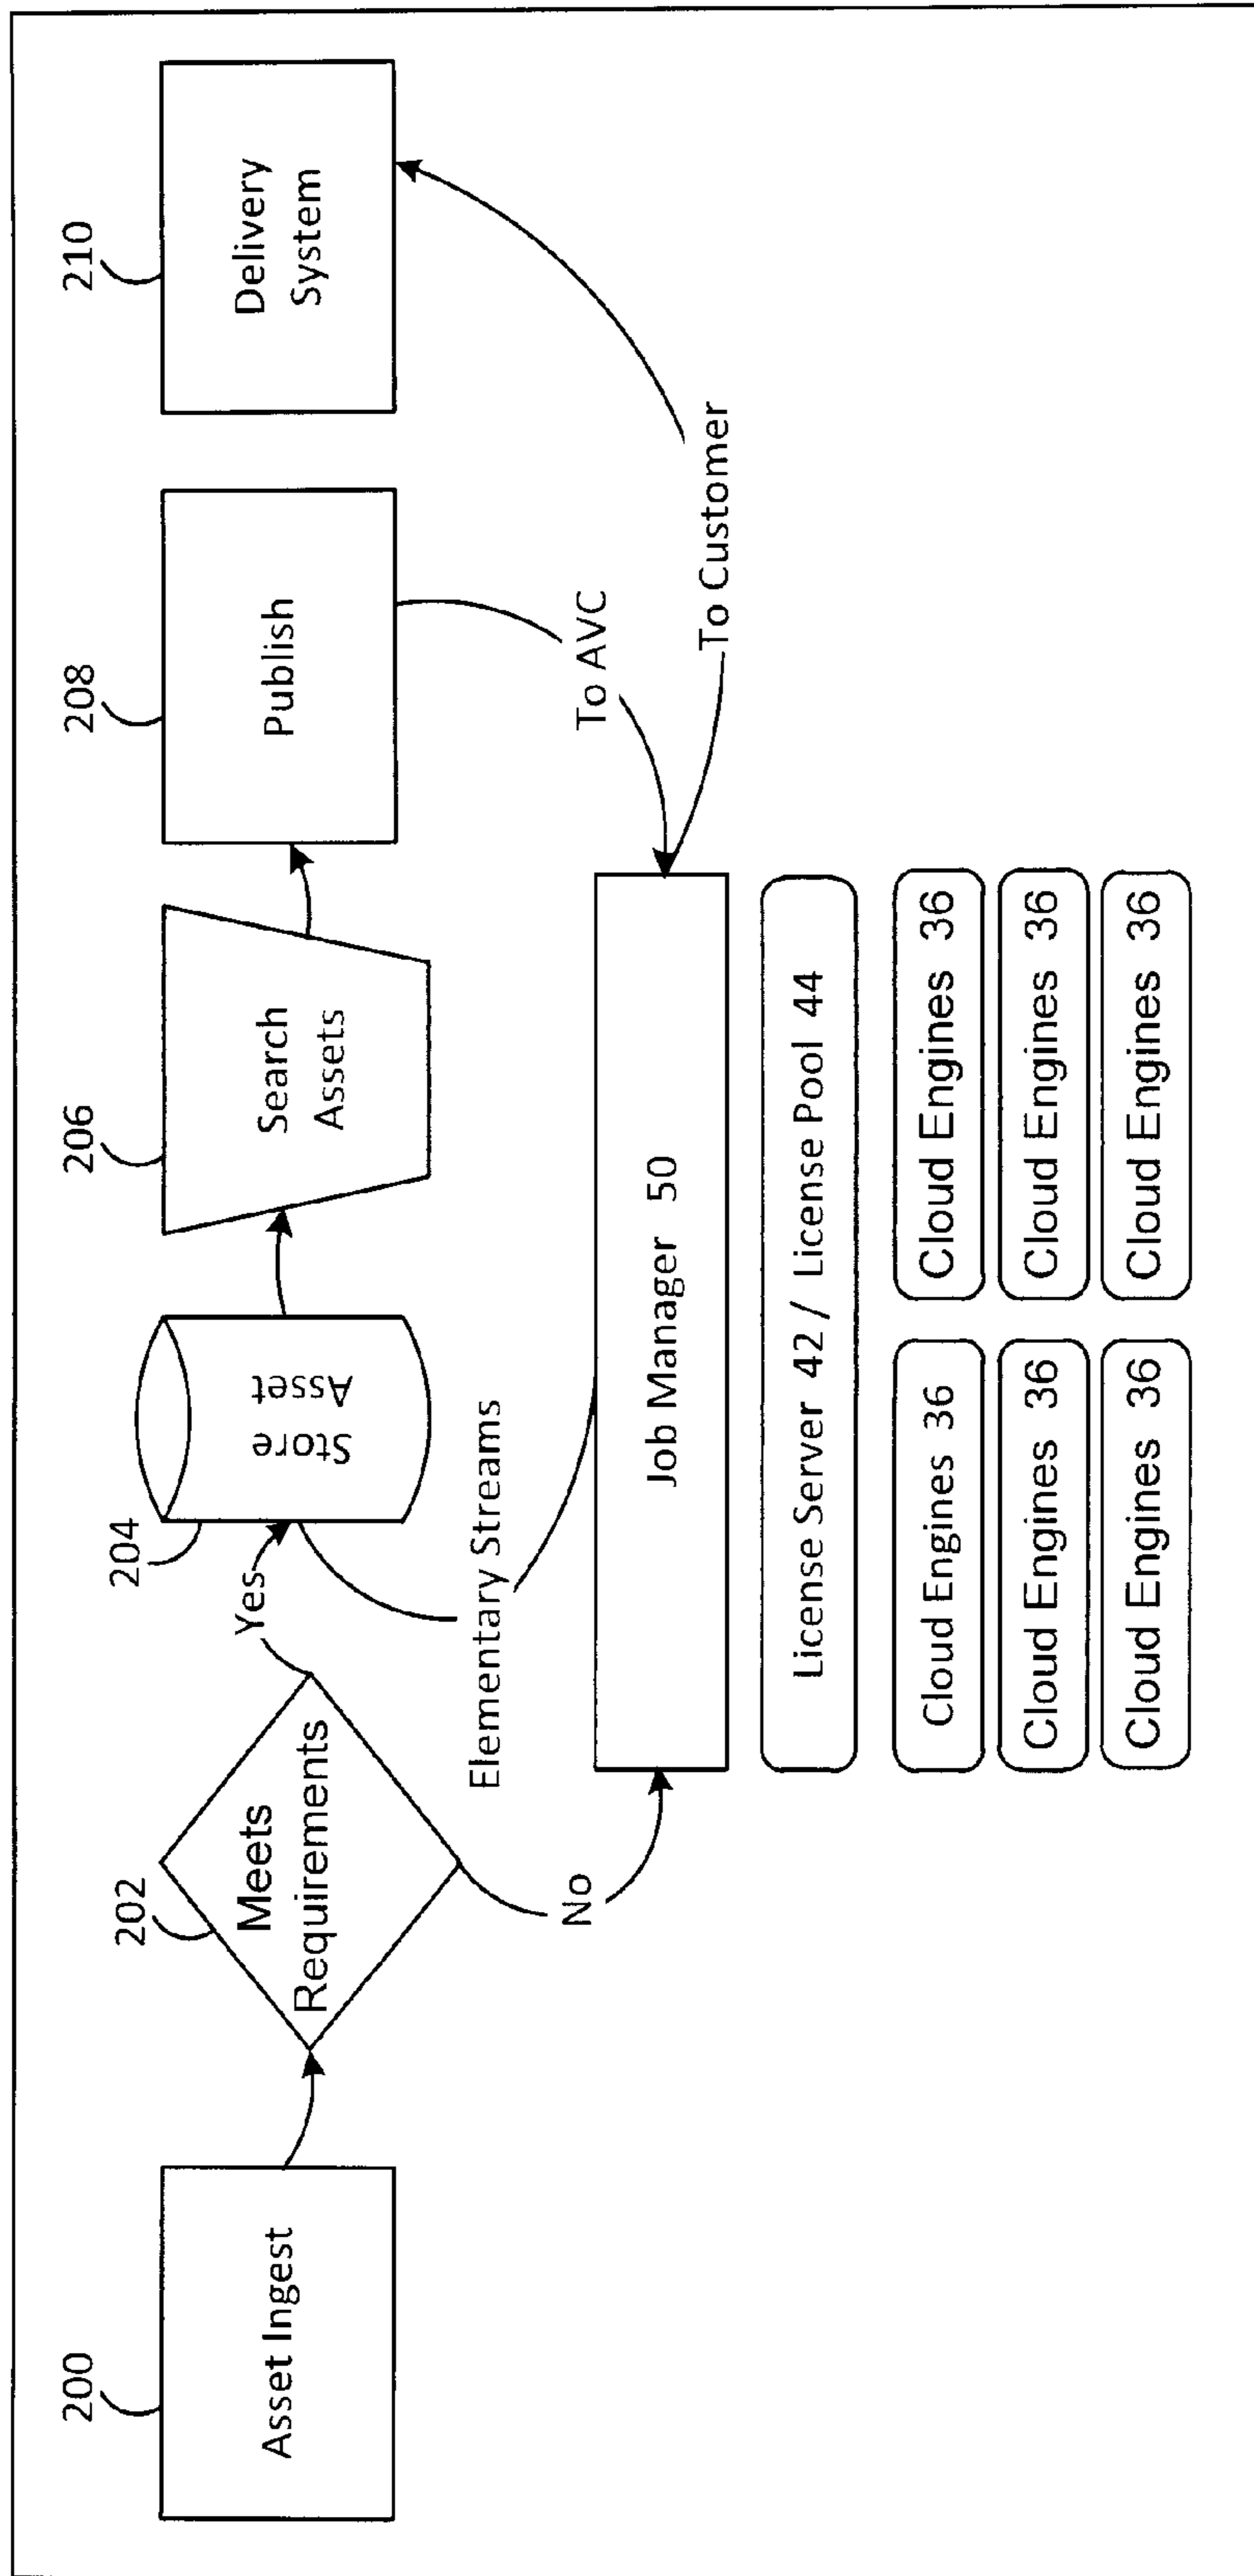 200
Asset Ingest
202
Meets
Requirements
Yes
No
204
Store
Asset
Elementary Streams
206
Search
Assets
208
Publish
To AVC
210
Delivery
System
To Customer
Job Manager 50
License Server 42 / License Pool 44
Cloud Engines 36
Cloud Engines 36
Cloud Engines 36
Cloud Engines 36
Cloud Engines 36
Cloud Engines 36